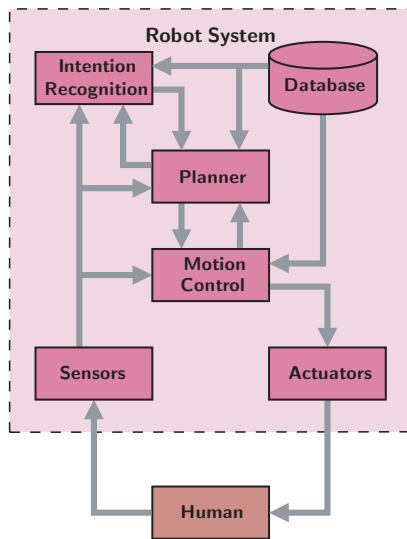 Robot System
Intention
Recognition
Database
Planner
Motion
Control
Sensors
Actuators
Human